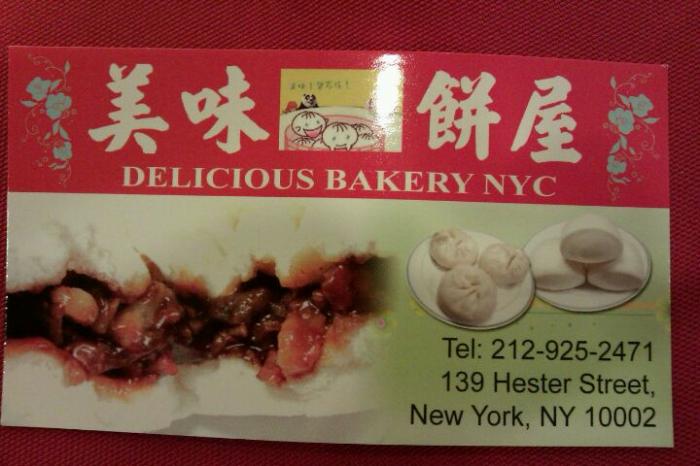 美味餅屋
DELICIOUS BAKERY NYC
Tel: 212-925-2471
139 Hester Street,
New York, NY 10002